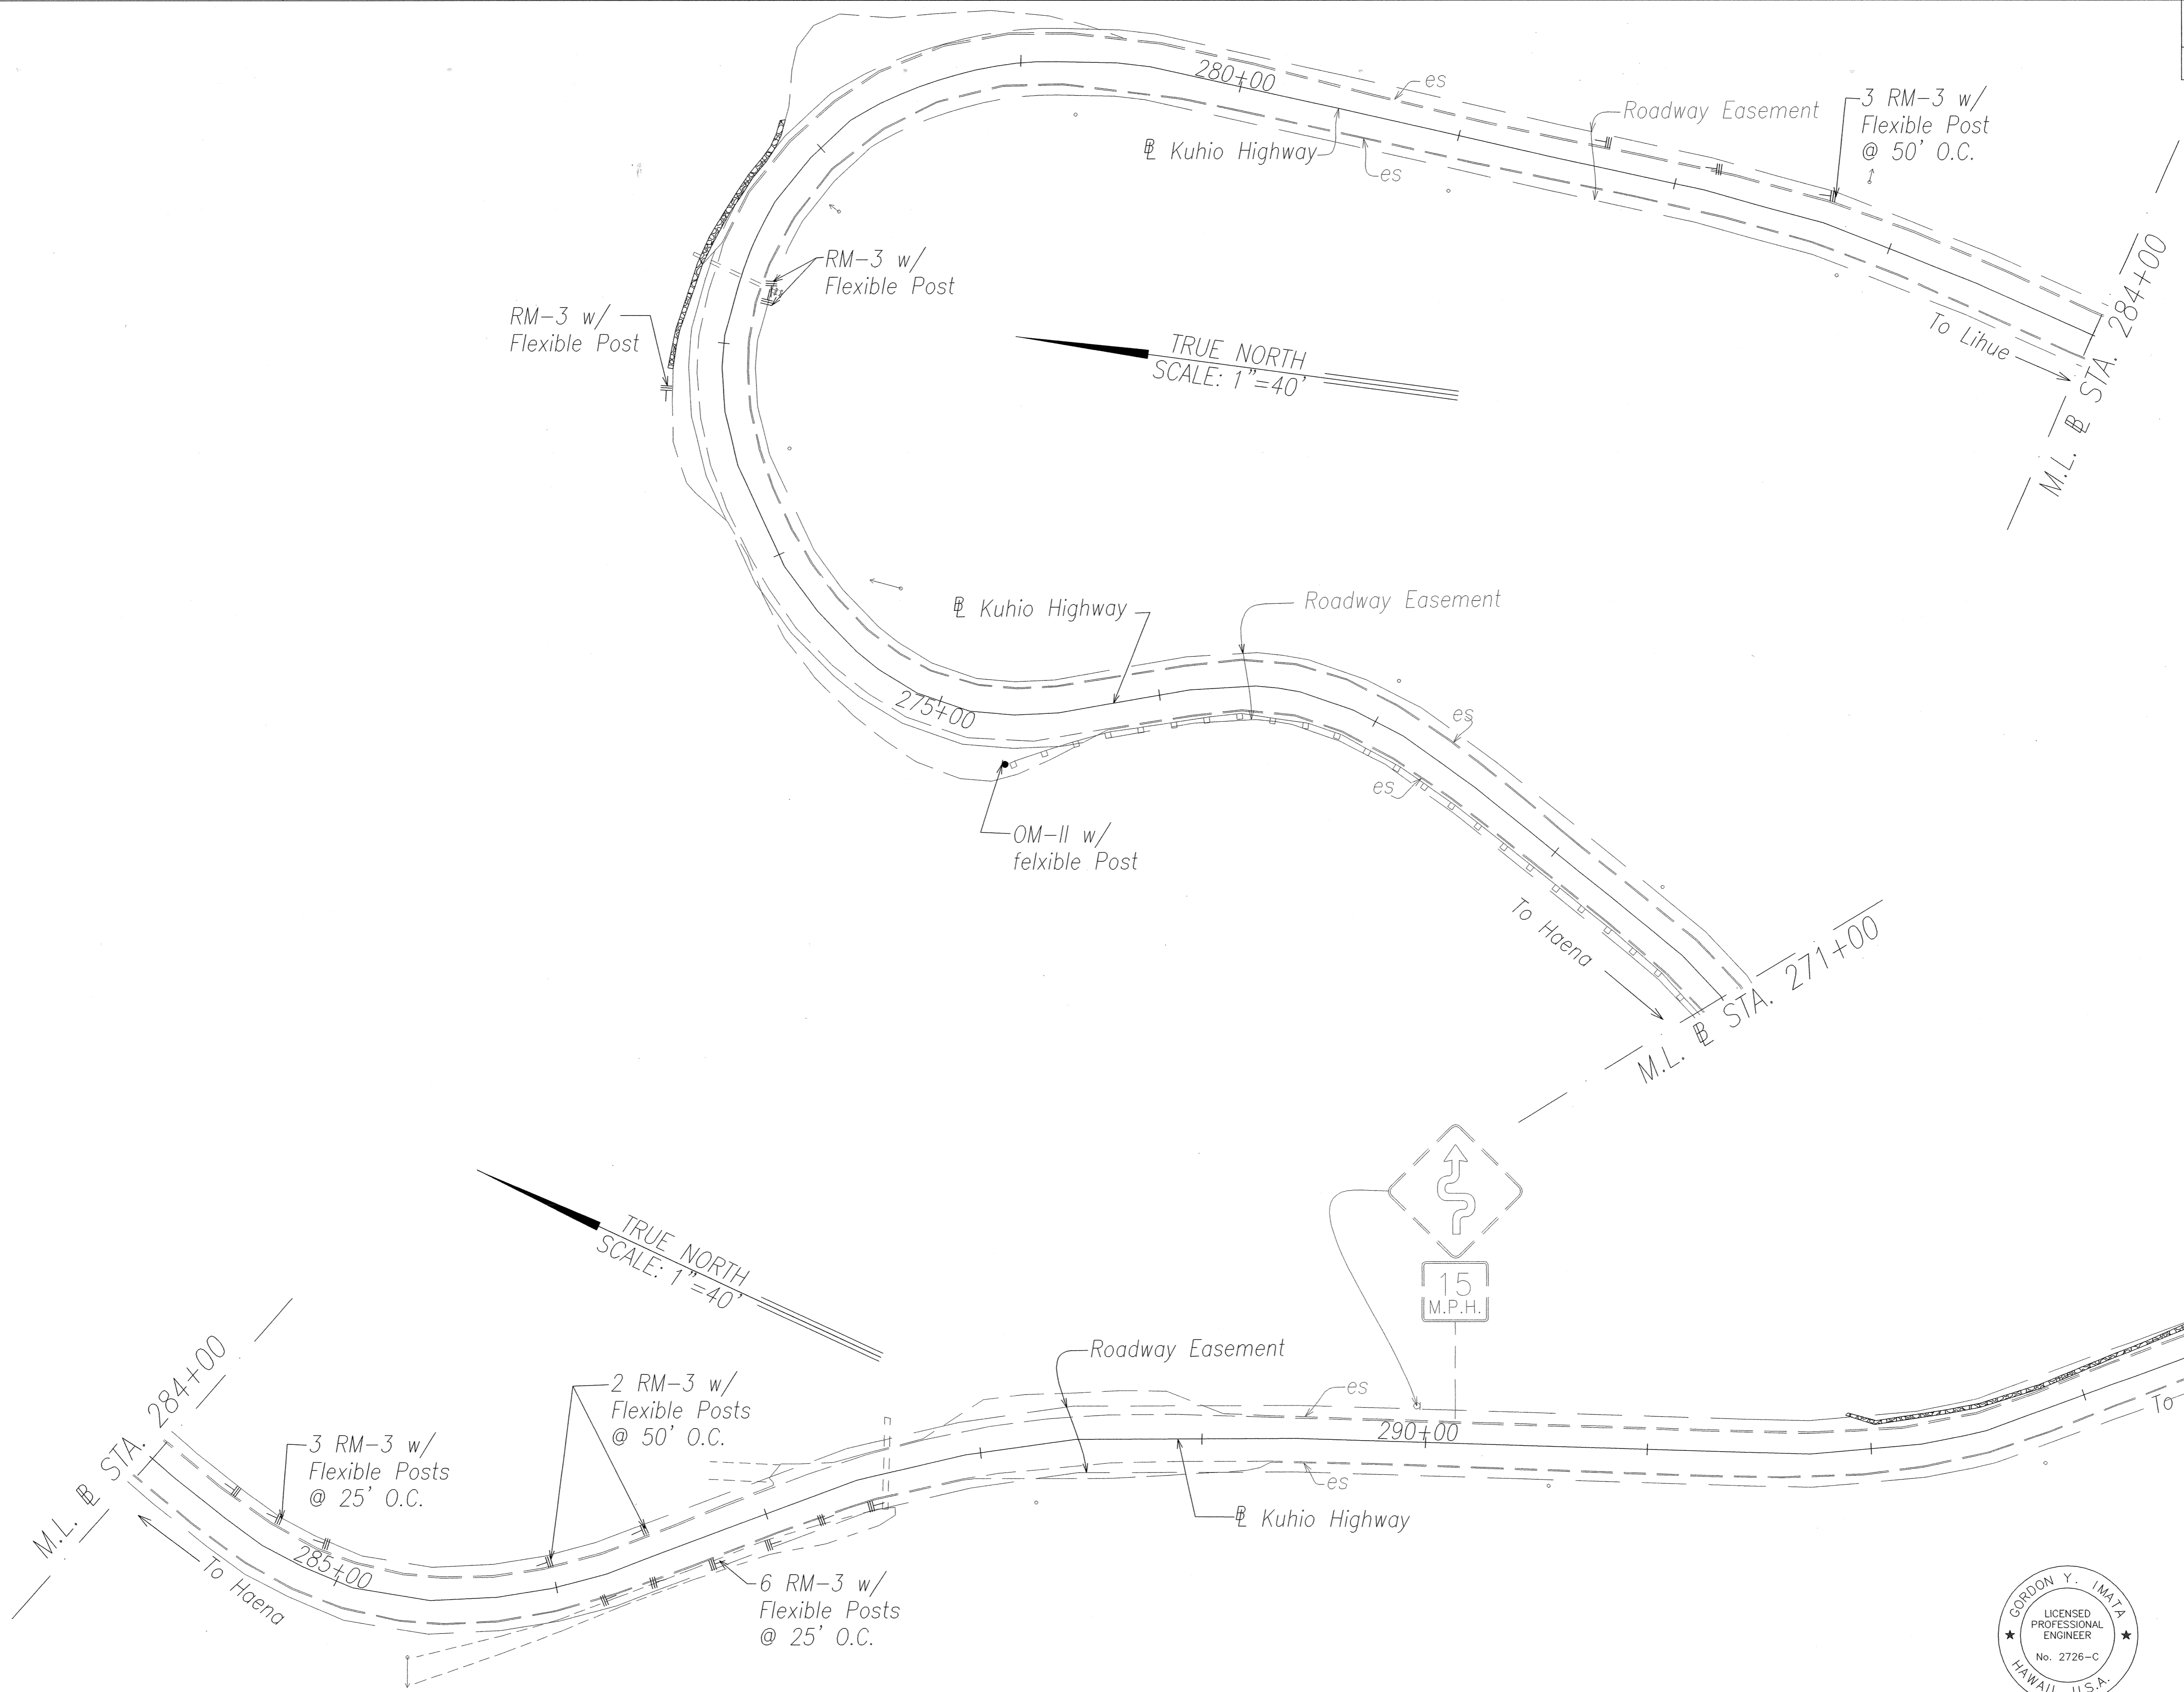 280+00
es
Roadway Easement
3 RM-3 w/
Flexible Post
@ 50' O.C.
℄ Kuhio Highway
es
RM-3 w/
Flexible Post
RM-3 w/
Flexible Post
TRUE NORTH
SCALE: 1"=40'
To Lihue
M.L. ℄ STA. 284+00
℄ Kuhio Highway
Roadway Easement
275+00
es
es
OM-II w/
felxible Post
To Haena
M.L. ℄ STA. 271+00
TRUE NORTH
SCALE: 1"=40'
15
M.P.H.
M.L. ℄ STA. 284+00
3 RM-3 w/
Flexible Posts
@ 25' O.C.
2 RM-3 w/
Flexible Posts
@ 50' O.C.
Roadway Easement
es
290+00
To
285+00
To Haena
es
℄ Kuhio Highway
6 RM-3 w/
Flexible Posts
@ 25' O.C.
GORDON Y. IMATA
LICENSED
PROFESSIONAL
ENGINEER
No. 2726-C
HAWAII, U.S.A.